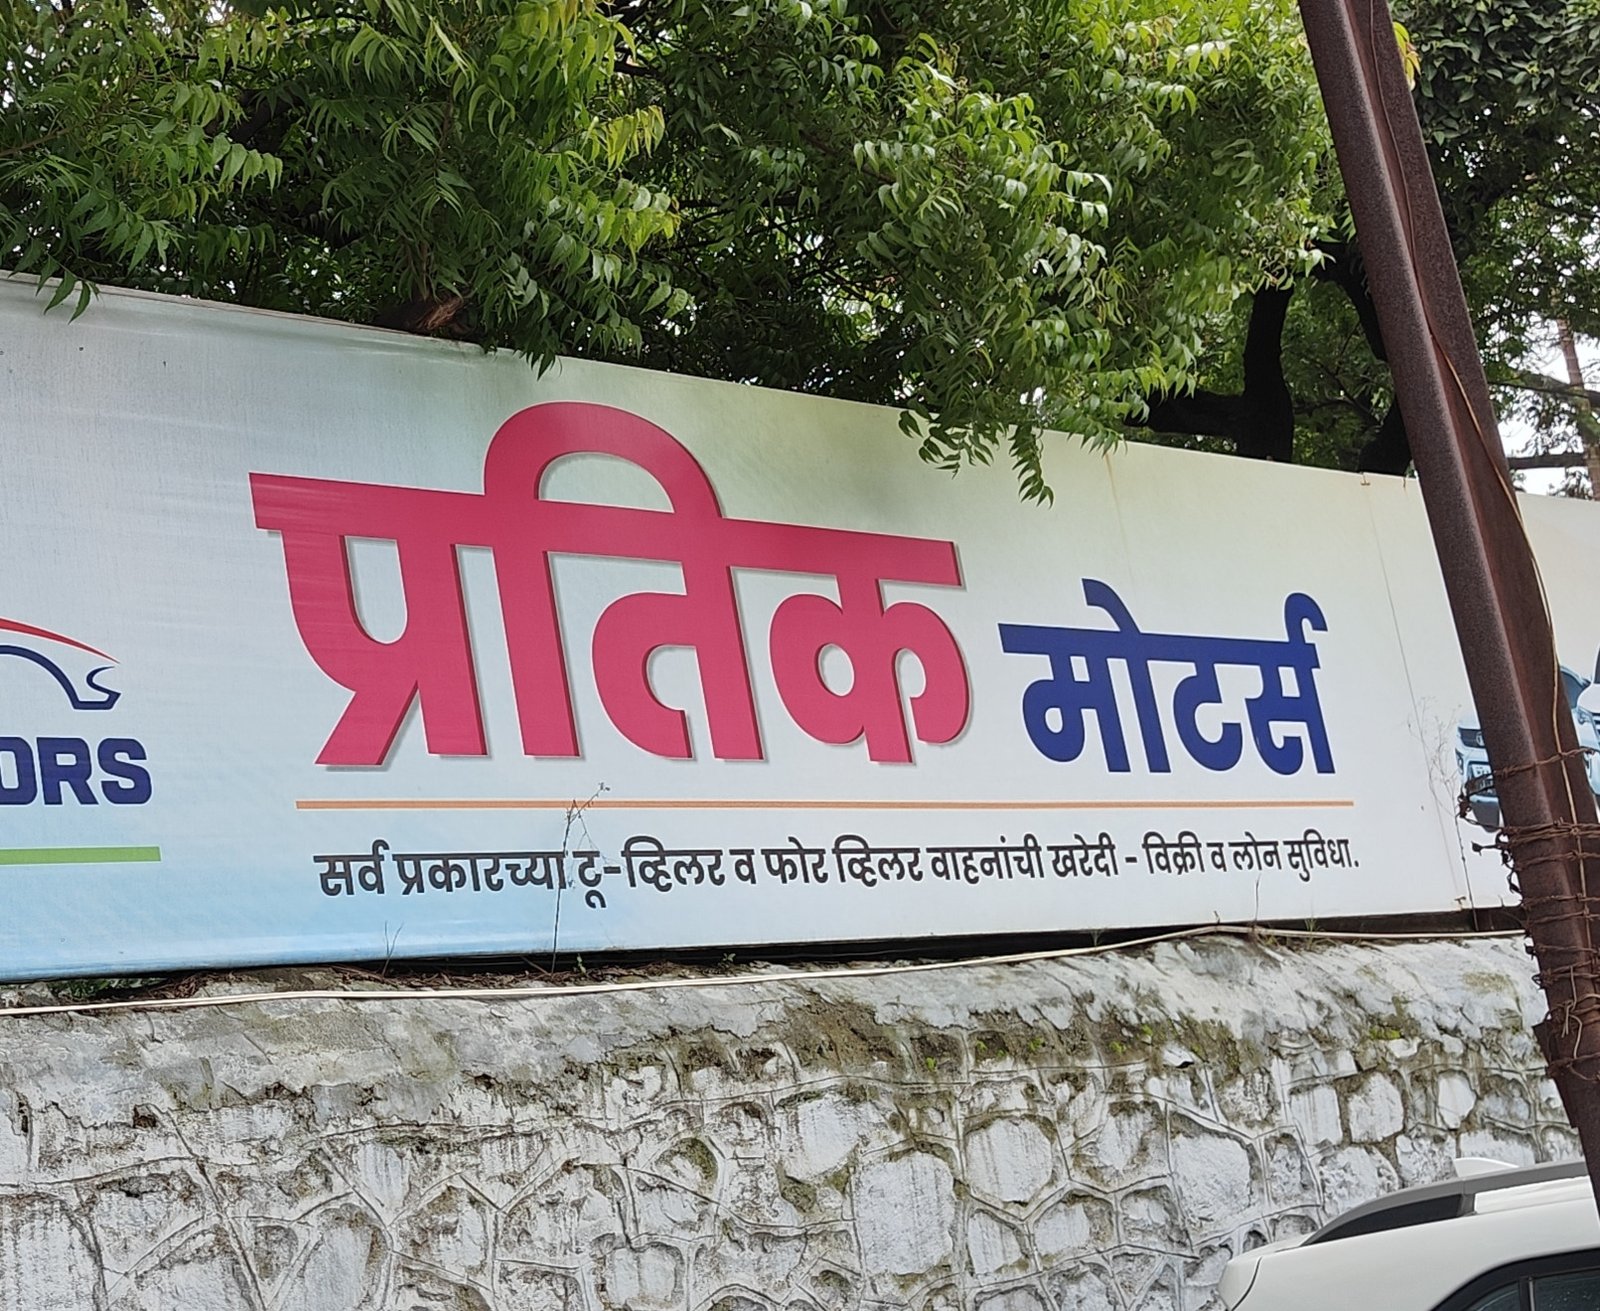 प्रतिक मोटर्स
ORS
सर्व प्रकारच्या टू-व्हिलर व फोर व्हिलर वाहनांची खरेदी - विक्री व लोन सुविधा.